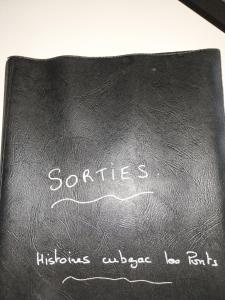 SORTIES.
Histoires cubzac les Ponts